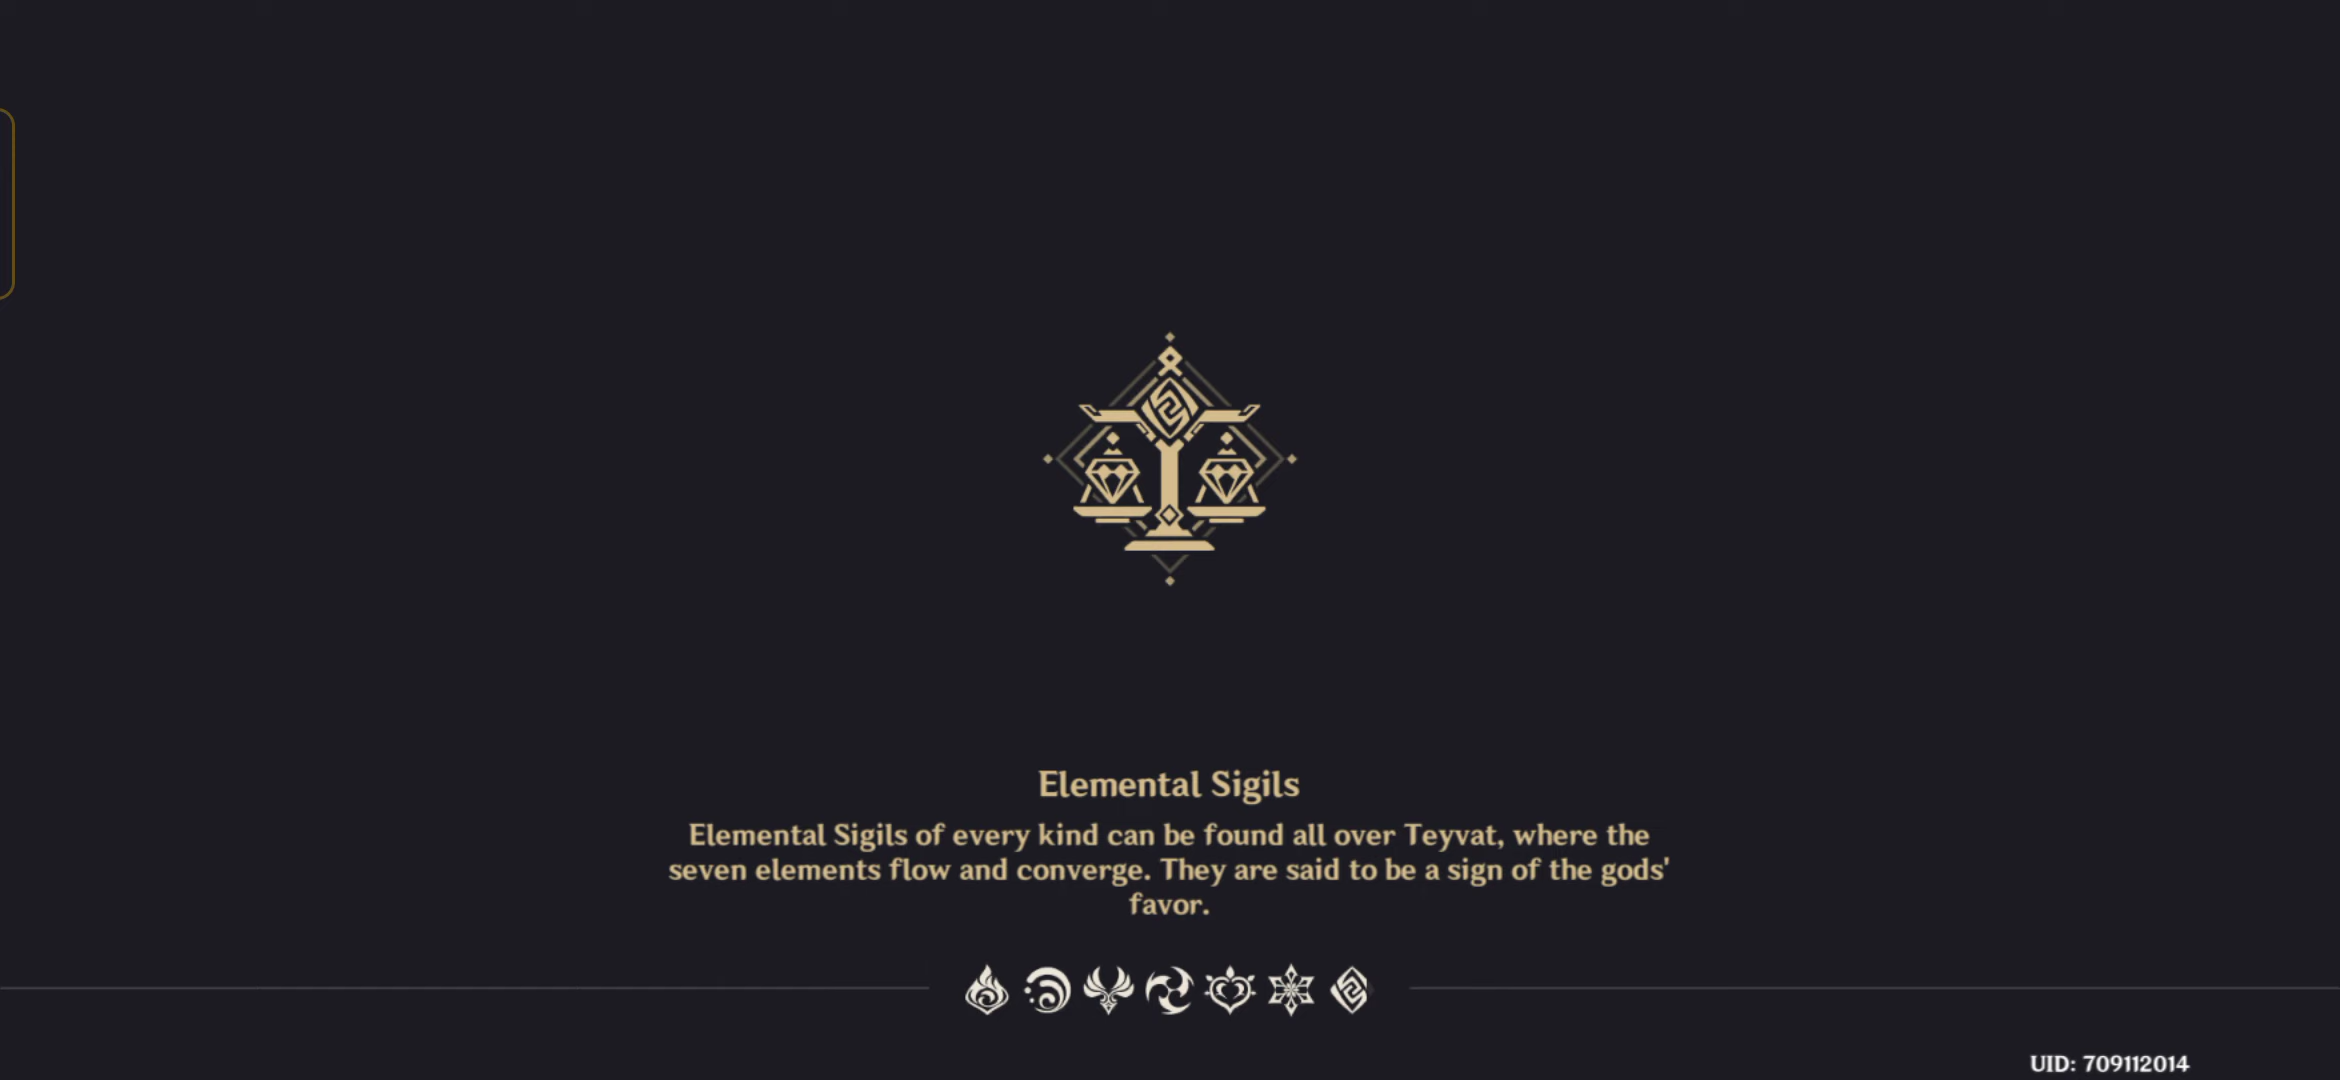 Elemental Sigils
Elemental Sigils of every kind can be found all over Teyvat, where the
seven elements flow and converge. They are said to be a sign of the gods'
favor.
UID: 709112014